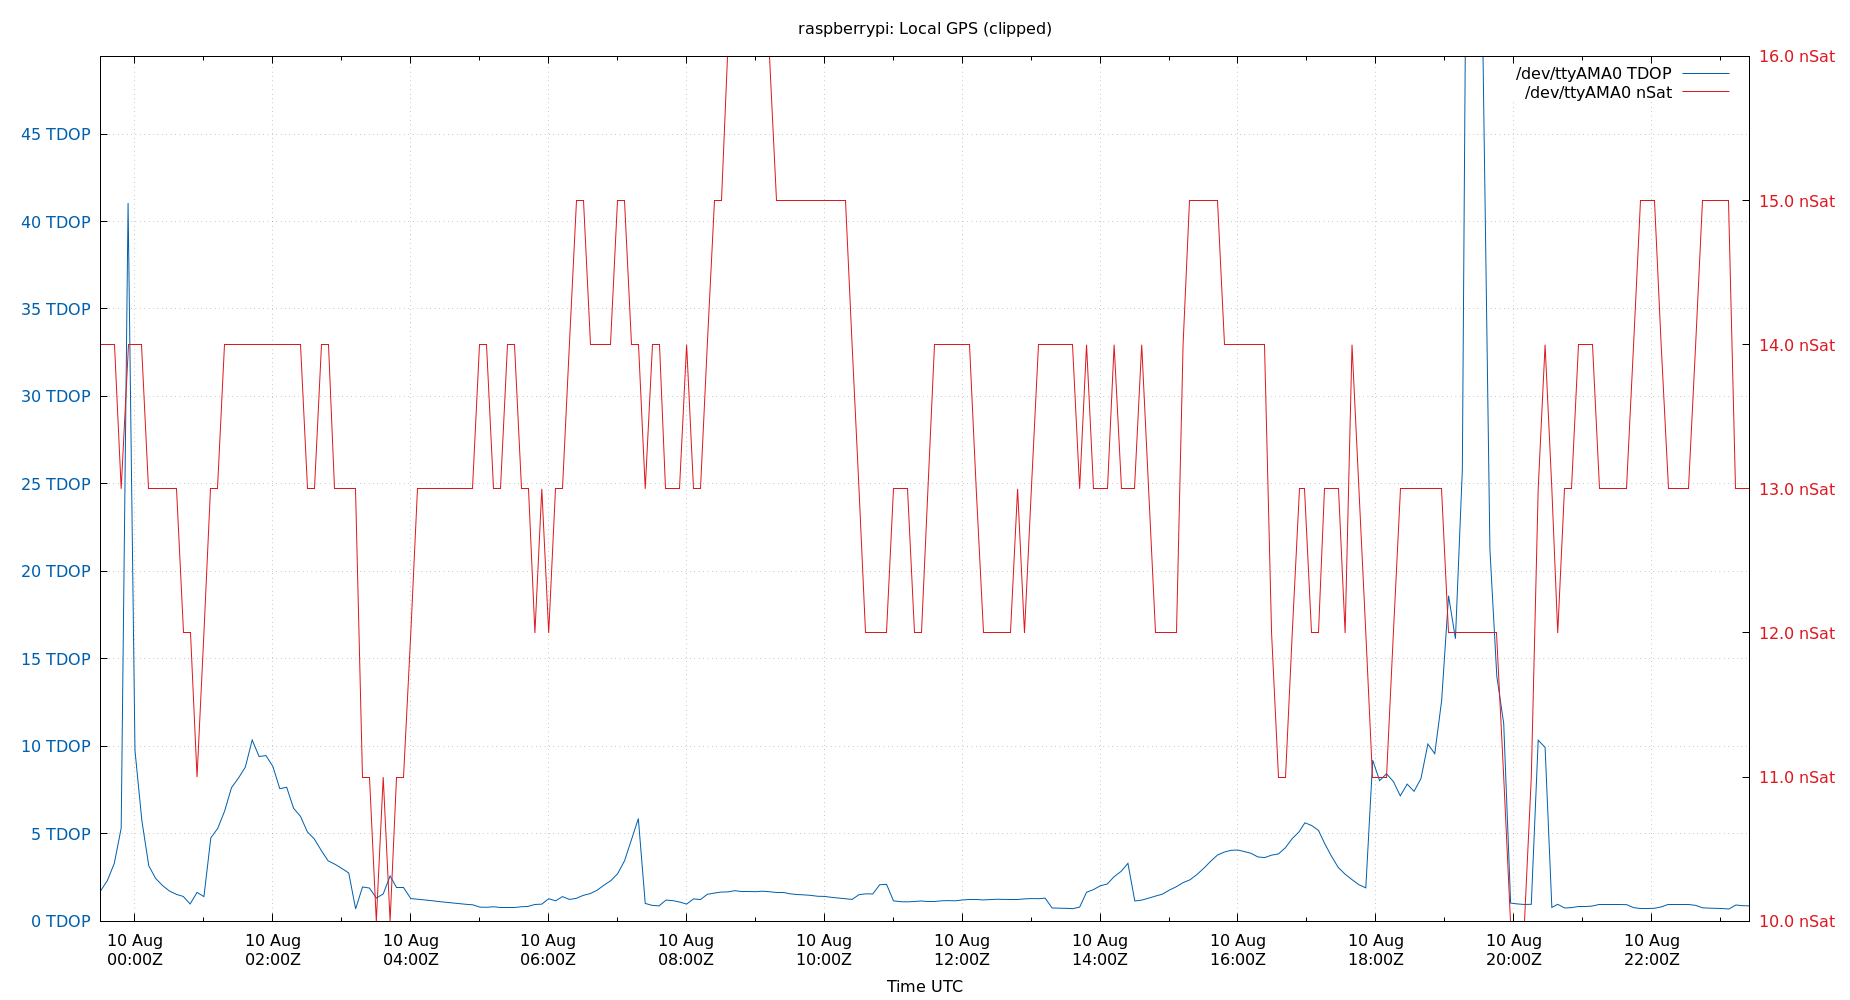 raspberrypi: Local GPS (clipped)
/dev/ttyAMA0 TDOP
/dev/ttyAMA0 nSat
45 TDOP
40 TDOP
35 TDOP
30 TDOP
25 TDOP
20 TDOP
15 TDOP
10 TDOP
5 TDOP
0 TDOP
16.0 nSat
15.0 nSat
14.0 nSat
13.0 nSat
12.0 nSat
11.0 nSat
10.0 nSat
10 Aug
00:00Z
10 Aug
02:00Z
10 Aug
04:00Z
10 Aug
06:00Z
10 Aug
08:00Z
10 Aug
10:00Z
10 Aug
12:00Z
10 Aug
14:00Z
10 Aug
16:00Z
10 Aug
18:00Z
10 Aug
20:00Z
10 Aug
22:00Z
Time UTC